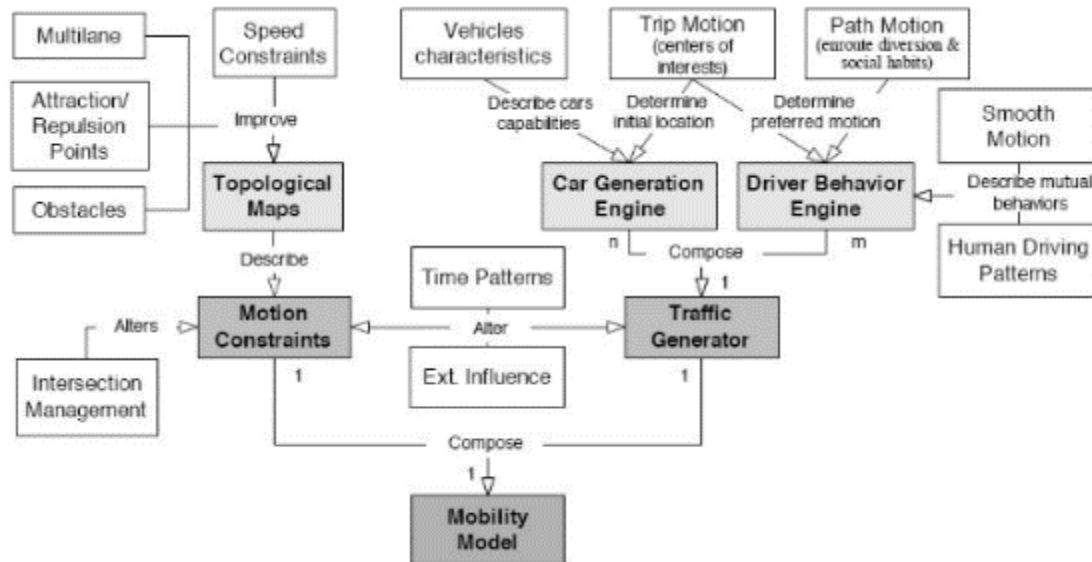 Multilane
Speed
Constraints
Vehicles
characteristics
Trip Motion
(centers of
interests)
Path Motion
(enroute diversion &
social habits)
Attraction/
Repulsion
Points
Improve
Describe cars
capabilities
Determine
initial location
Determine
preferred motion
Smooth
Motion
Obstacles
Topological
Maps
Car Generation
Engine
Driver Behavior
Engine
Describe mutual
behaviors
n
Compose
m
Human Driving
Patterns
Describe
Time Patterns
1
Alters
Motion
Constraints
Alter
Traffic
Generator
Intersection
Management
1
Ext. Influence
1
Compose
1
Mobility
Model